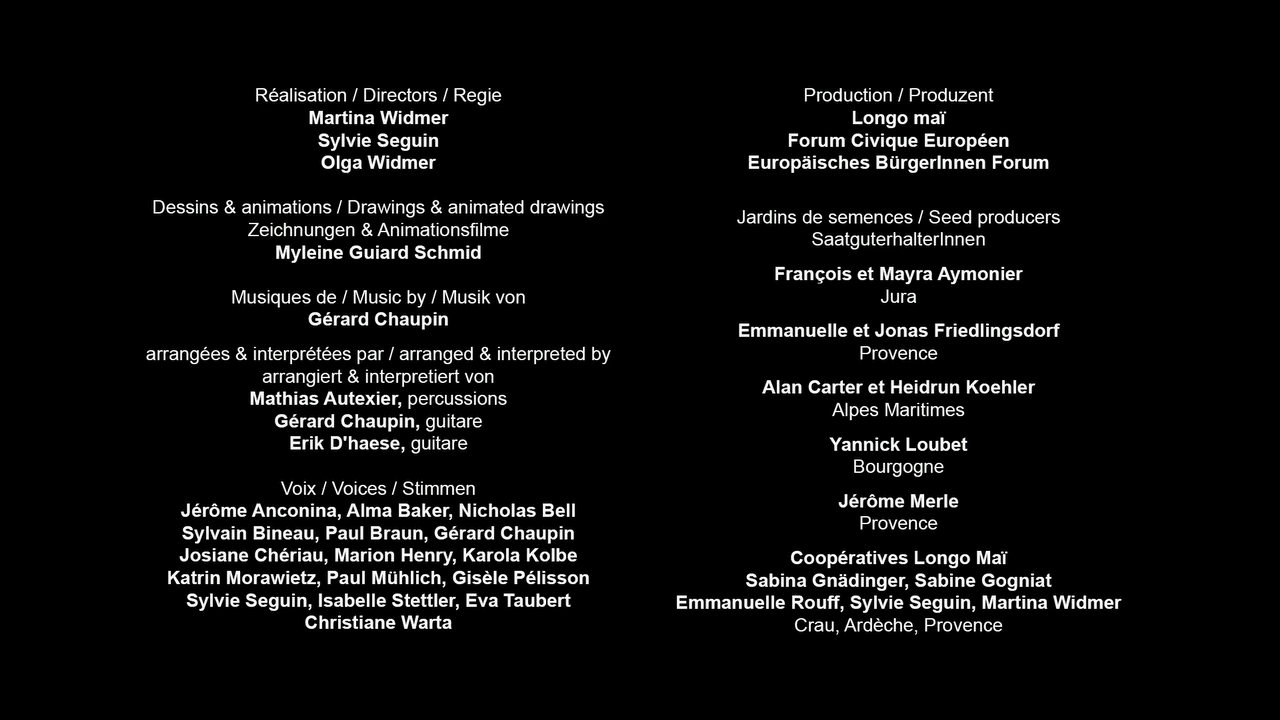 Réalisation / Directors / Regie
Martina Widmer
Sylvie Seguin
Olga Widmer
Dessins & animations / Drawings & animated drawings
Zeichnungen & Animationsfilme
Myleine Guiard Schmid
Musiques de / Music by / Musik von
Gérard Chaupin
arrangées & interprétées par / arranged & interpreted by
arrangiert & interpretiert von
Mathias Autexier, percussions
Gérard Chaupin, guitare
Erik D'haese, guitare
Voix / Voices / Stimmen
Jérôme Anconina, Alma Baker, Nicholas Bell
Sylvain Bineau, Paul Braun, Gérard Chaupin
Josiane Chériau, Marion Henry, Karola Kolbe
Katrin Morawietz, Paul Mühlich, Gisèle Pélisson
Sylvie Seguin, Isabelle Stettler, Eva Taubert
Christiane Warta
Production / Produzent
Longo maï
Forum Civique Européen
Europäisches BürgerInnen Forum
Jardins de semences / Seed producers
SaatguterhalterInnen
François et Mayra Aymonier
Jura
Emmanuelle et Jonas Friedlingsdorf
Provence
Alan Carter et Heidrun Koehler
Alpes Maritimes
Yannick Loubet
Bourgogne
Jérôme Merle
Provence
Coopératives Longo Maï
Sabina Gnädinger, Sabine Gogniat
Emmanuelle Rouff, Sylvie Seguin, Martina Widmer
Crau, Ardèche, Provence